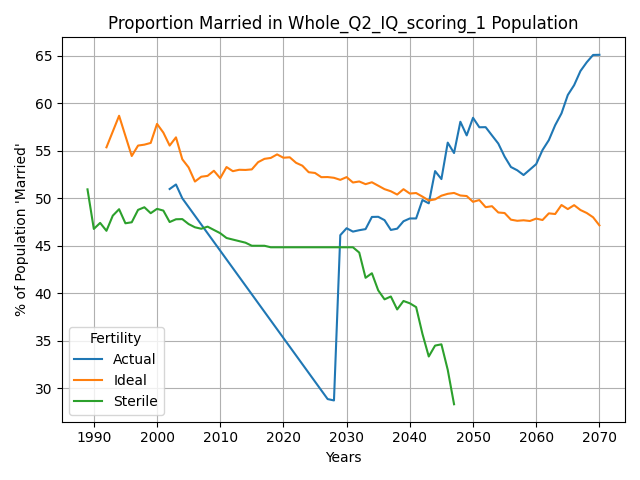 Proportion Married in Whole_Q2_IQ_scoring_1 Population
% of Population 'Married'
65
60
55
50
45
40
35
30
Fertility
Actual
Ideal
Sterile
1990 2000 2010 2020 2030 2040 2050 2060 2070
Years